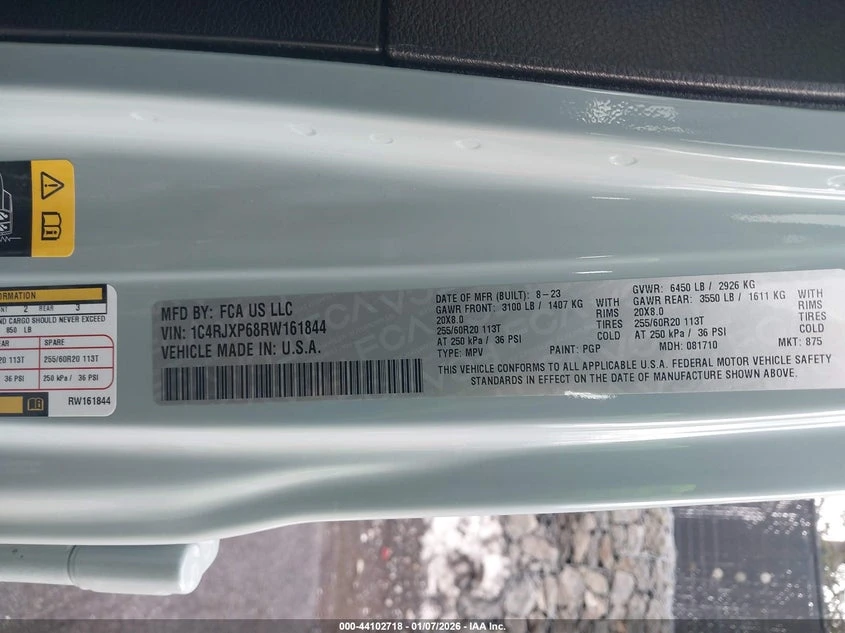 ORMATION
ONT 2 REAR 3
ND CARGO SHOULD NEVER EXCEED
850 LB
EAR SPARE
20 113T 255/60R20 113T
36 PSI 250 kPa / 36 PSI
RW161844
MFD BY: FCA US LLC
VIN: 1C4RJXP68RW161844
VEHICLE MADE IN: U.S.A.
DATE OF MFR (BUILT): 8-23
GAWR FRONT: 3100 LB / 1407 KG WITH
20X8.0 RIMS
255/60R20 113T TIRES
AT 250 kPa / 36 PSI COLD
TYPE: MPV PAINT: PGP
GVWR: 6450 LB / 2926 KG
GAWR REAR: 3550 LB / 1611 KG WITH
20X8.0 RIMS
255/60R20 113T TIRES
AT 250 kPa / 36 PSI COLD
MDH: 081710 MKT: 875
THIS VEHICLE CONFORMS TO ALL APPLICABLE U.S.A. FEDERAL MOTOR VEHICLE SAFETY
STANDARDS IN EFFECT ON THE DATE OF MANUFACTURE SHOWN ABOVE.
000-44102718 - 01/07/2026 - IAA Inc.